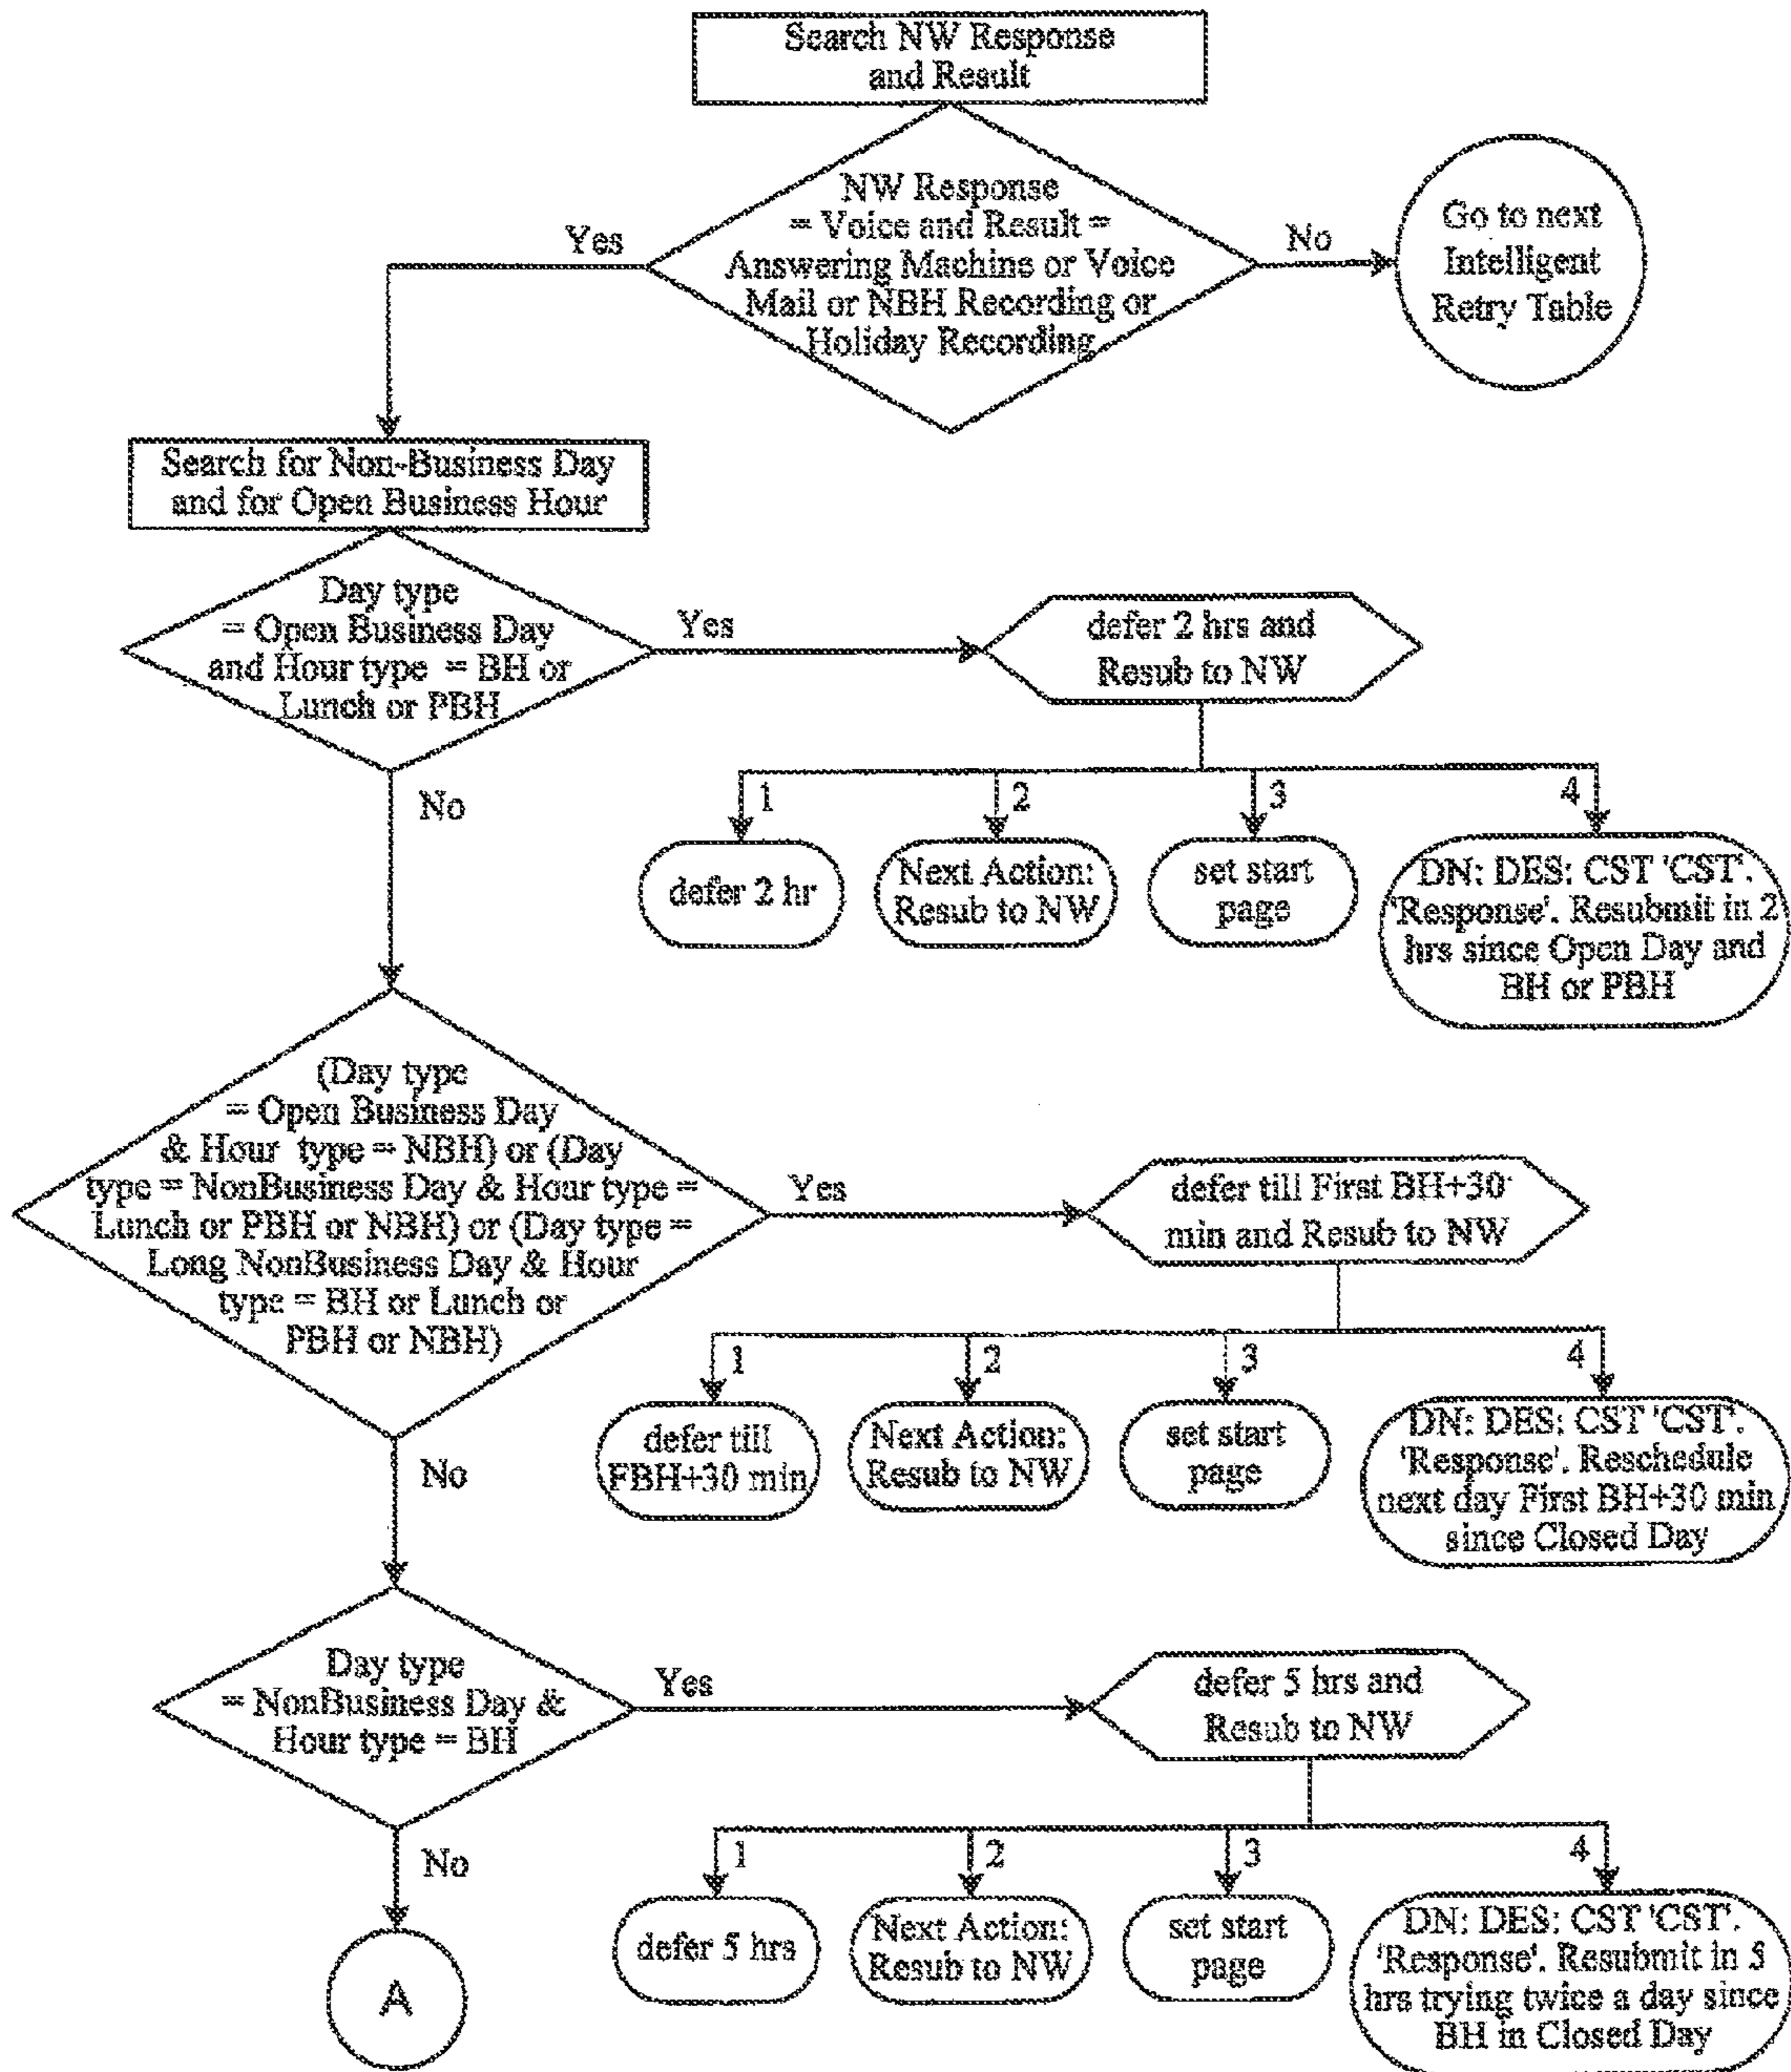 Search NW Response
and Result
NW Response
= Voice and Result =
Answering Machine or Voice
Mail or NBH Recording or
Holiday Recording
Yes
No
Go to next
Intelligent
Retry Table
Search for Non-Business Day
and for Open Business Hour
Day type
= Open Business Day
and Hour type = BH or
Lunch or PBH
Yes
No
defer 2 hrs and
Resub to NW
1
2
3
4
defer 2 hr
Next Action:
Resub to NW
set start
page
DN: DES: CST 'CST'.
'Response'. Resubmit in 2
hrs since Open Day and
BH or PBH
(Day type
= Open Business Day
& Hour type = NBH) or (Day
type = NonBusiness Day & Hour type =
Lunch or PBH or NBH) or (Day type =
Long NonBusiness Day & Hour
type = BH or Lunch or
PBH or NBH)
Yes
No
defer till First BH+30
min and Resub to NW
1
2
3
4
defer till
FBH+30 min
Next Action:
Resub to NW
set start
page
DN: DES: CST 'CST'.
'Response'. Reschedule
next day First BH+30 min
since Closed Day
Day type
= NonBusiness Day &
Hour type = BH
Yes
No
defer 5 hrs and
Resub to NW
1
2
3
4
defer 5 hrs
Next Action:
Resub to NW
set start
page
DN: DES: CST 'CST'.
'Response'. Resubmit in 5
hrs trying twice a day since
BH in Closed Day
A